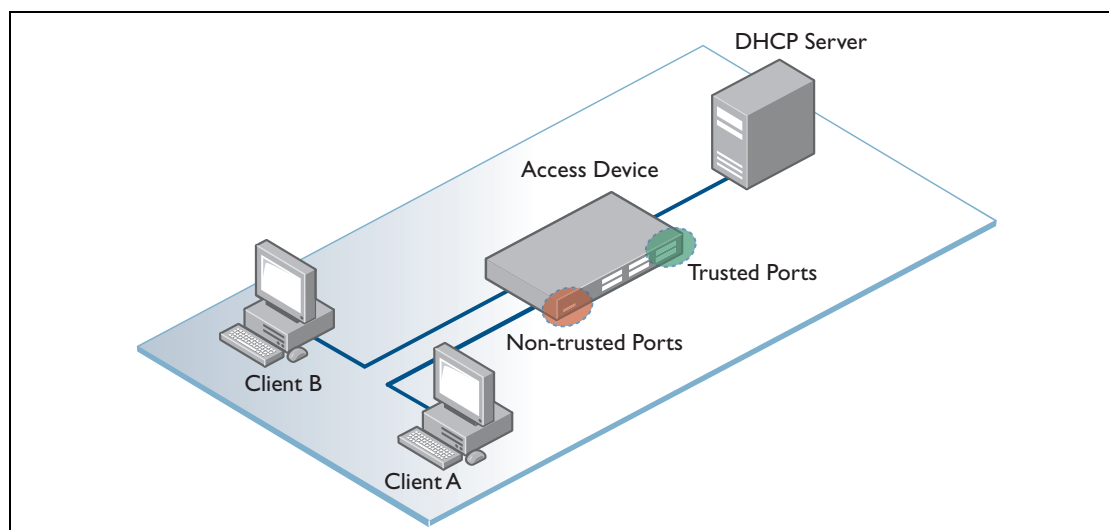 DHCP Server
Access Device
Trusted Ports
Non-trusted Ports
Client B
Client A